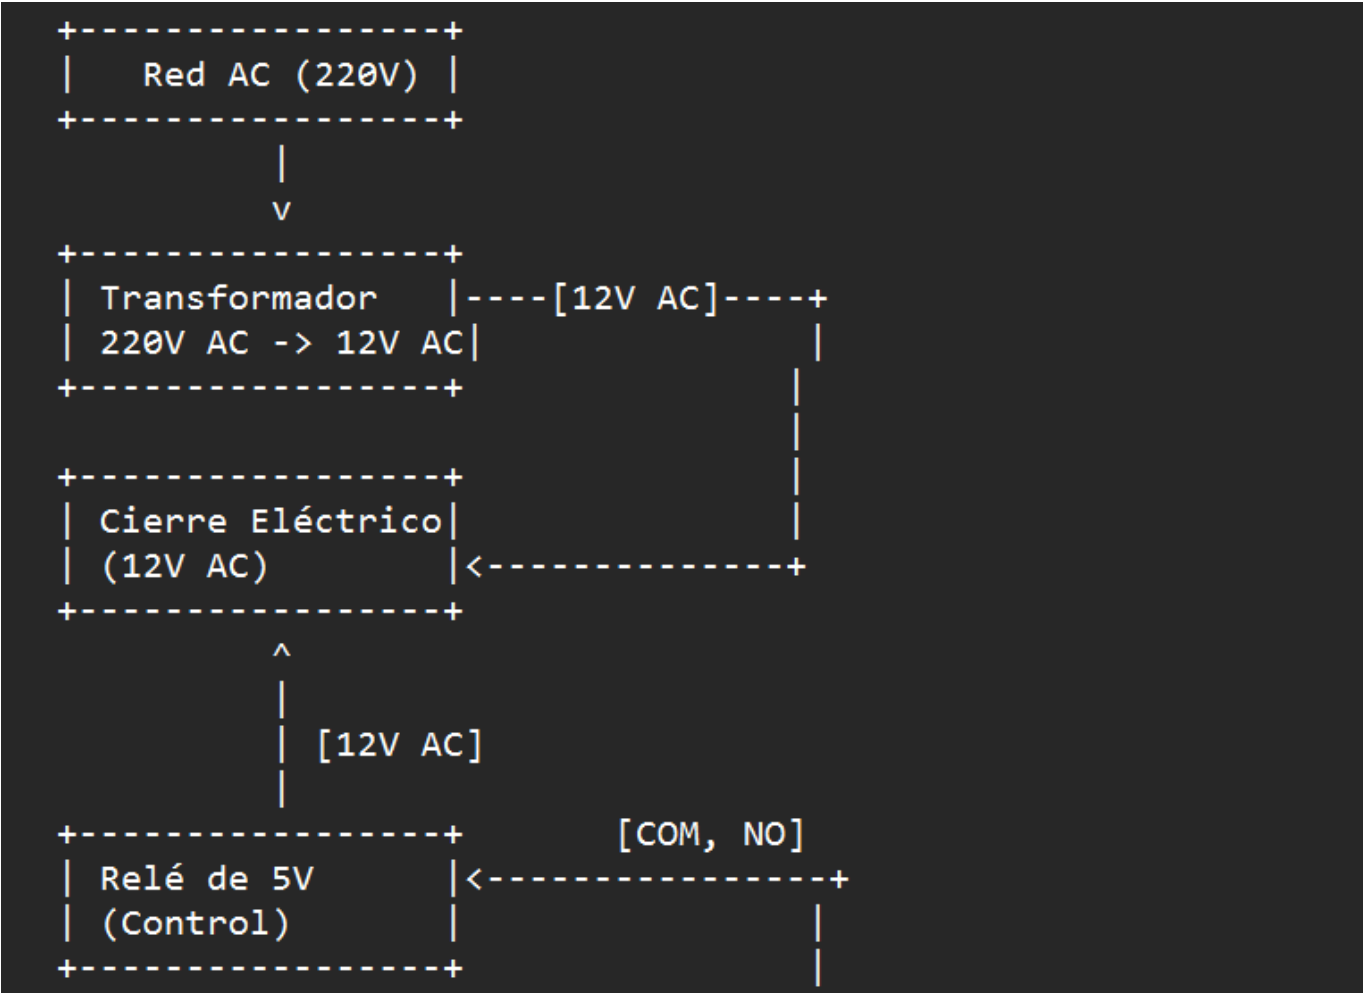 +-----------------+
|   Red AC (220V) |
+-----------------+
          |
          v
+-----------------+
| Transformador   |----[12V AC]----+
| 220V AC -> 12V AC|               |
+-----------------+               |
                                  |
+-----------------+               |
| Cierre Eléctrico|               |
| (12V AC)        |<--------------+
+-----------------+
          ^
          |
          | [12V AC]
          |
+-----------------+       [COM, NO]
| Relé de 5V      |<----------------+
| (Control)       |                |
+-----------------+                |